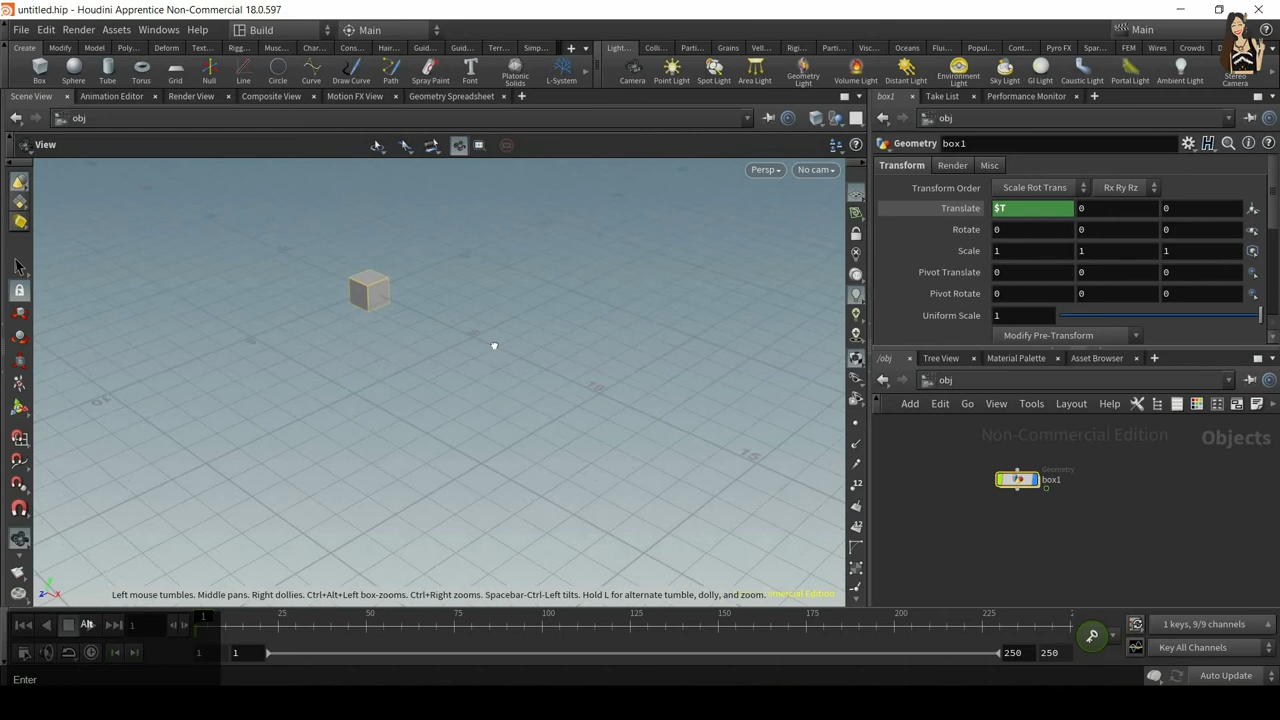 untitled.hip - Houdini Apprentice Non-Commercial 18.0.597
File Edit Render Assets Windows Help Build Main Main
Create Modify Model Poly... Deform Text... Rigg... Musc... Char... Cons... Hair... Guid... Guid... Terr... Simp... Light... Colli... Parti... Grains Vell... Rigi... Parti... Visc... Oceans Flui... Popul... Cont... Pyro FX Spar... FEM Wires Crowds
Box Sphere Tube Torus Grid Null Line Circle Curve Draw Curve Path Spray Paint Font Platonic Solids L-System Camera Point Light Spot Light Area Light Geometry Light Volume Light Distant Light Environment Light Sky Light GI Light Caustic Light Portal Light Ambient Light Stereo Camera
Scene View Animation Editor Render View Composite View Motion FX View Geometry Spreadsheet
box1 Take List Performance Monitor
obj
obj
View
Geometry box1
Persp No cam
Transform Render Misc
Transform Order Scale Rot Trans Rx Ry Rz
Translate $T 0 0
Rotate 0 0 0
Scale 1 1 1
Pivot Translate 0 0 0
Pivot Rotate 0 0 0
Uniform Scale 1
Modify Pre-Transform
/obj Tree View Material Palette Asset Browser
obj
Add Edit Go View Tools Layout Help
Non-Commercial Edition Objects
Geometry
box1
10
15
12
12
Left mouse tumbles. Middle pans. Right dollies. Ctrl+Alt+Left box-zooms. Ctrl+Right zooms. Spacebar-Ctrl-Left tilts. Hold L for alternate tumble, dolly, and zoom.
1 25 50 75 100 125 150 175 200 225 2
Alt 1
1 keys, 9/9 channels
1 1 250 250
Key All Channels
Enter
Auto Update